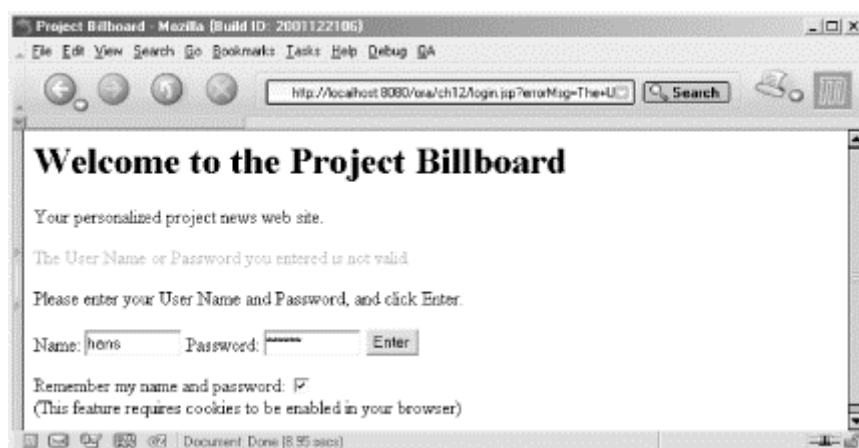 Project Billboard - Mozilla {Build ID: 2001122106}
File Edit View Search Go Bookmarks Tasks Help Debug QA
http://localhost:8080/ora/ch12/login.jsp?errorMsg=The+U
Search
Welcome to the Project Billboard
Your personalized project news web site.
The User Name or Password you entered is not valid.
Please enter your User Name and Password, and click Enter.
Name: hans Password: ****** Enter
Remember my name and password:
(This feature requires cookies to be enabled in your browser)
Document: Done (8.95 secs)